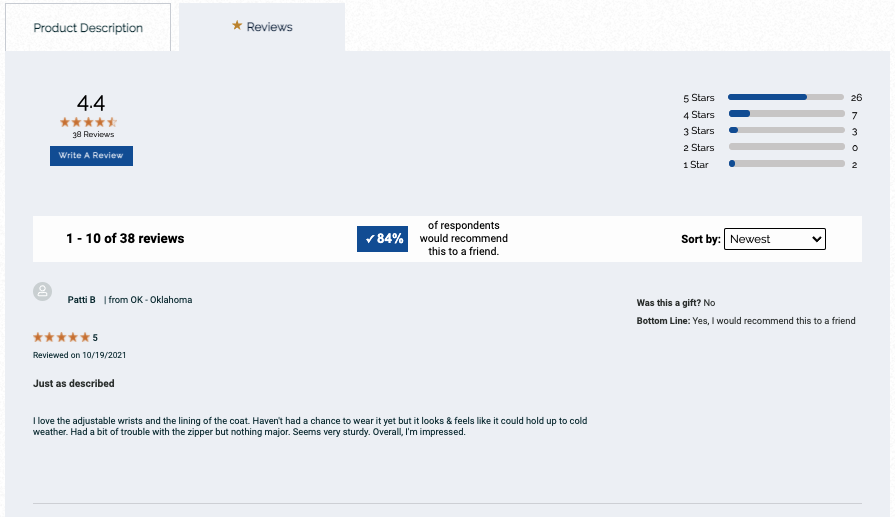 Product Description
Reviews
4.4
38 Reviews
Write A Review
5 Stars 26
4 Stars 7
3 Stars 3
2 Stars 0
1 Star 2
1 - 10 of 38 reviews
✓84%
of respondents
would recommend
this to a friend.
Sort by: Newest
Patti B | from OK - Oklahoma
5
Reviewed on 10/19/2021
Just as described
I love the adjustable wrists and the lining of the coat. Haven't had a chance to wear it yet but it looks & feels like it could hold up to cold
weather. Had a bit of trouble with the zipper but nothing major. Seems very sturdy. Overall, I'm impressed.
Was this a gift? No
Bottom Line: Yes, I would recommend this to a friend